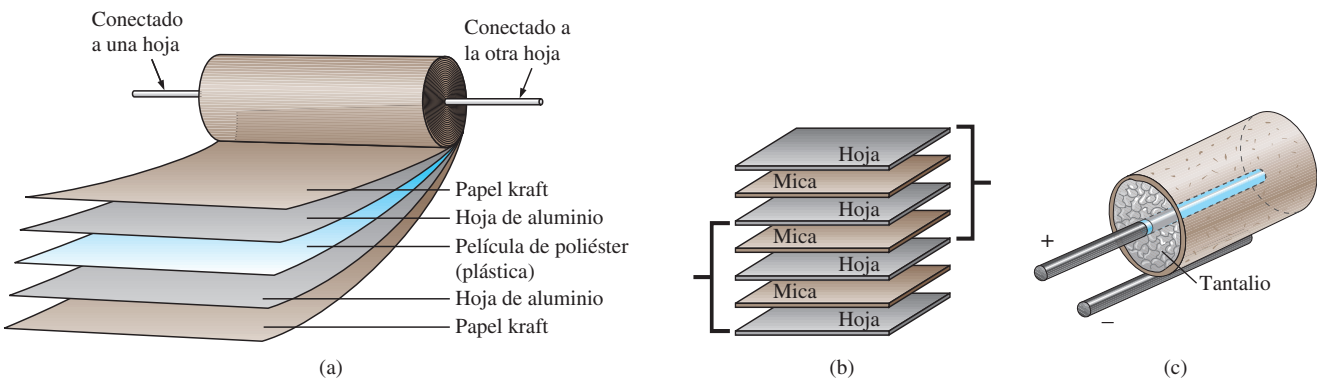 Conectado
a una hoja
Conectado a
la otra hoja
Papel kraft
Hoja de aluminio
Película de poliéster
(plástica)
Hoja de aluminio
Papel kraft
(a)
Hoja
Mica
Hoja
Mica
Hoja
Mica
Hoja
(b)
+
–
Tantalio
(c)